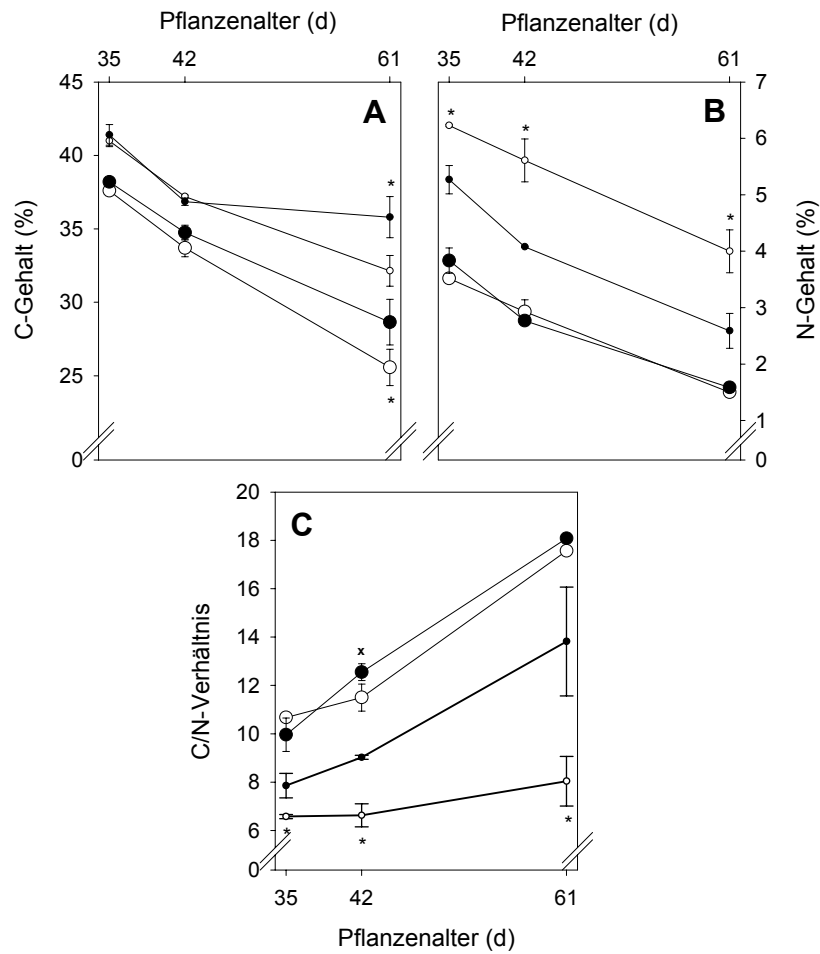 Pflanzenalter (d)
35 42 61
45
40
35
30
25
0
C-Gehalt (%)
A
*
*
Pflanzenalter (d)
35 42 61
B
*
*
*
7
6
5
4
3
2
1
0
N-Gehalt (%)
20
18
16
14
12
10
8
6
0
C/N-Verhältnis
C
x
*
*
*
35 42 61
Pflanzenalter (d)